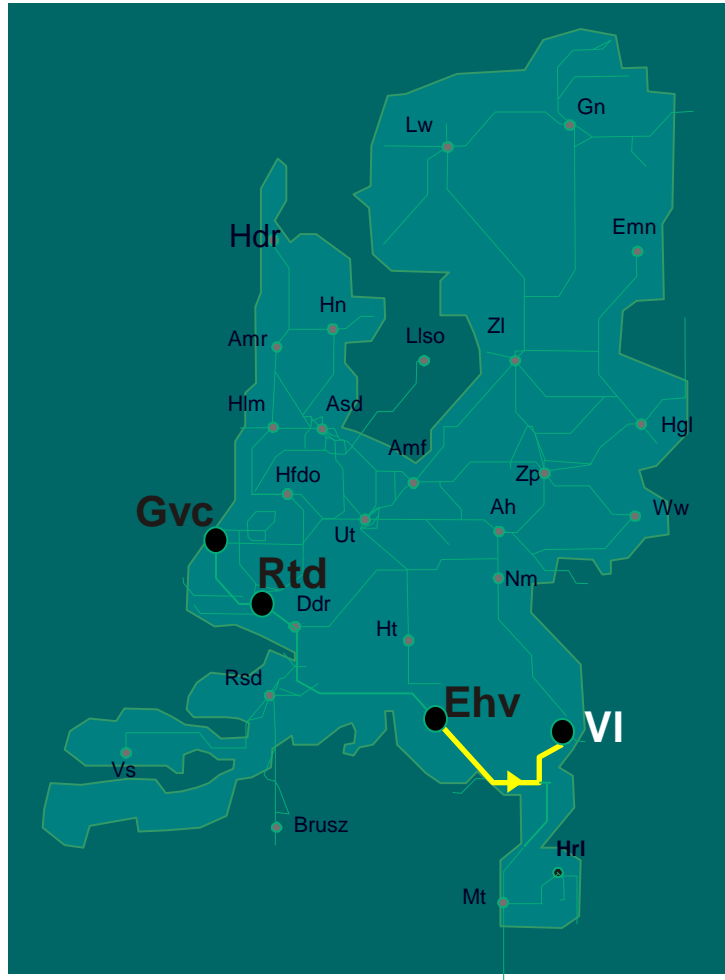 Gn
Lw
Emn
Hdr
Hn
Zl
Amr
Llso
Hlm
Asd
Hgl
Amf
Hfdo
Zp
Gvc
Ah
Ww
Ut
Rtd
Nm
Ddr
Ht
Rsd
Ehv
Vl
Vs
Brusz
Hrl
Mt